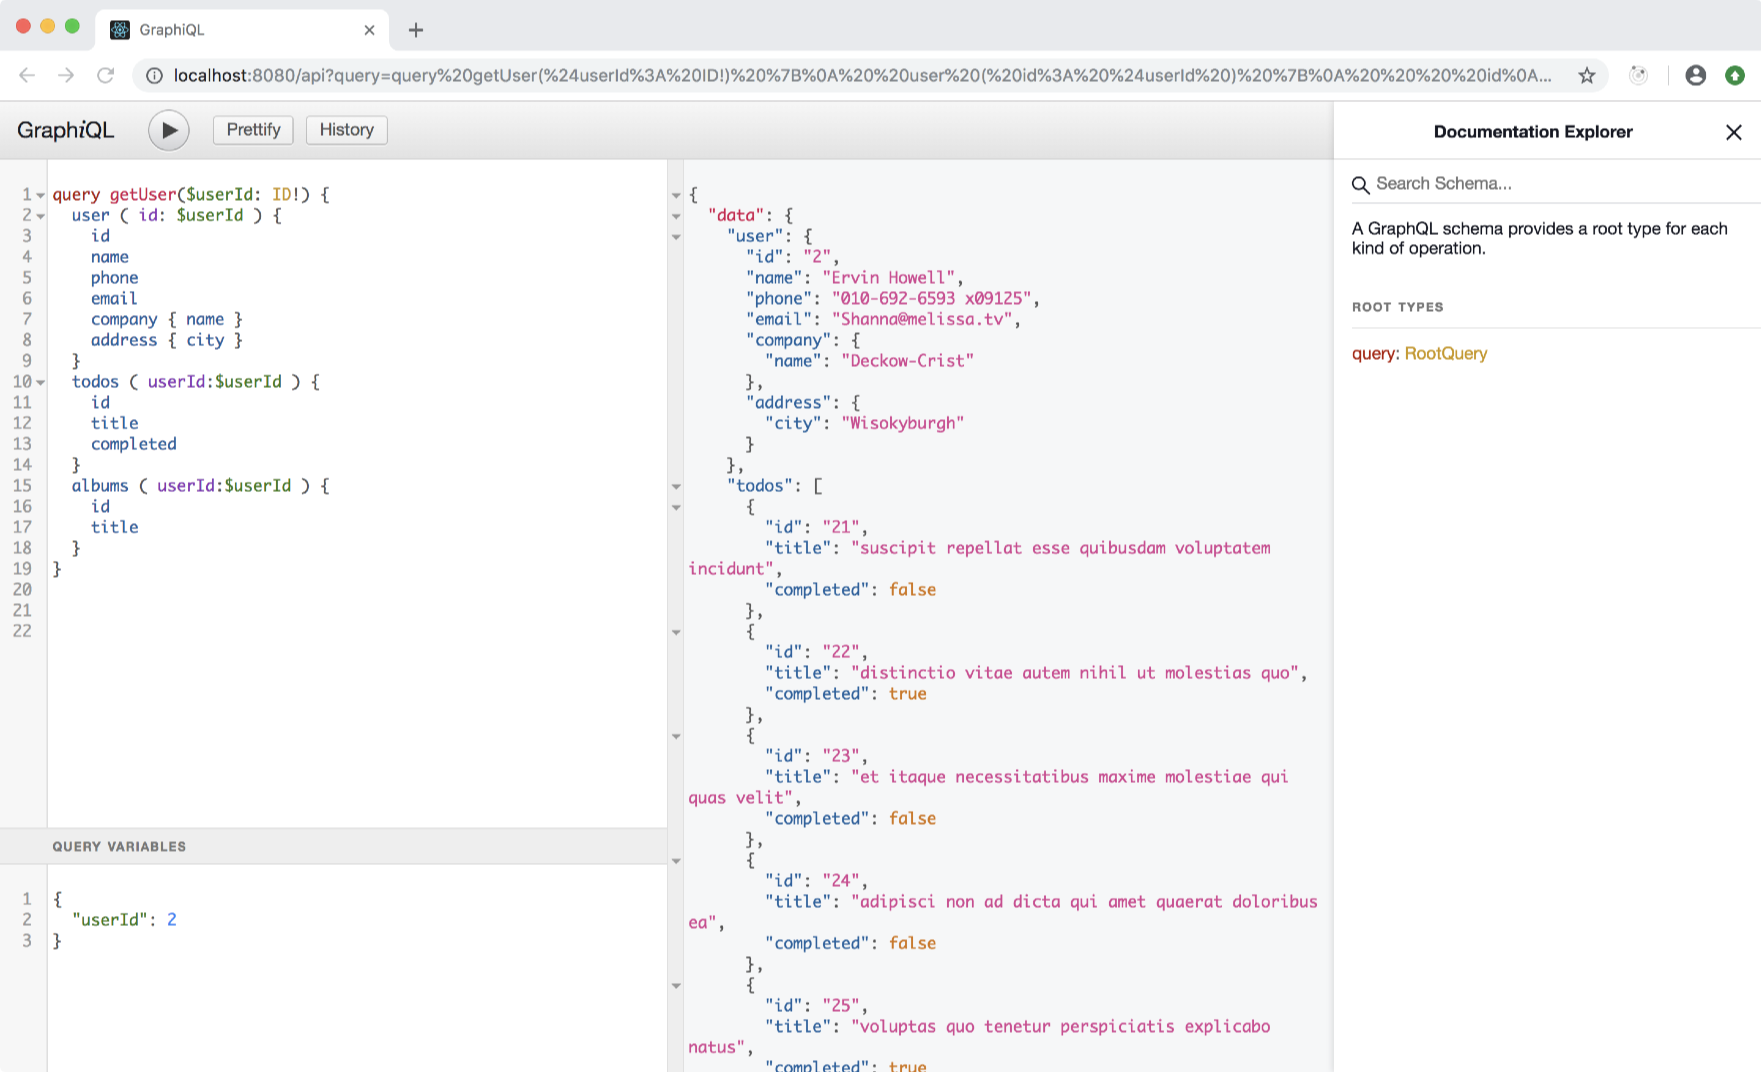 GraphiQL
localhost:8080/api?query=query%20getUser(%24userId%3A%20ID!)%20%7B%0A%20%20user%20(%20id%3A%20%24userId%20)%20%7B%0A%20%20%20%20id%0A...
GraphiQL
Prettify
History
1 query getUser($userId: ID!) {
2 user ( id: $userId ) {
3 id
4 name
5 phone
6 email
7 company { name }
8 address { city }
9 }
10 todos ( userId:$userId ) {
11 id
12 title
13 completed
14 }
15 albums ( userId:$userId ) {
16 id
17 title
18 }
19 }
20
21
22
QUERY VARIABLES
1 {
2 "userId": 2
3 }
{
"data": {
"user": {
"id": "2",
"name": "Ervin Howell",
"phone": "010-692-6593 x09125",
"email": "Shanna@melissa.tv",
"company": {
"name": "Deckow-Crist"
},
"address": {
"city": "Wisokyburgh"
}
},
"todos": [
{
"id": "21",
"title": "suscipit repellat esse quibusdam voluptatem
incidunt",
"completed": false
},
{
"id": "22",
"title": "distinctio vitae autem nihil ut molestias quo",
"completed": true
},
{
"id": "23",
"title": "et itaque necessitatibus maxime molestiae qui
quas velit",
"completed": false
},
{
"id": "24",
"title": "adipisci non ad dicta qui amet quaerat doloribus
ea",
"completed": false
},
{
"id": "25",
"title": "voluptas quo tenetur perspiciatis explicabo
natus",
"completed": true
Documentation Explorer
Search Schema...
A GraphQL schema provides a root type for each
kind of operation.
ROOT TYPES
query: RootQuery